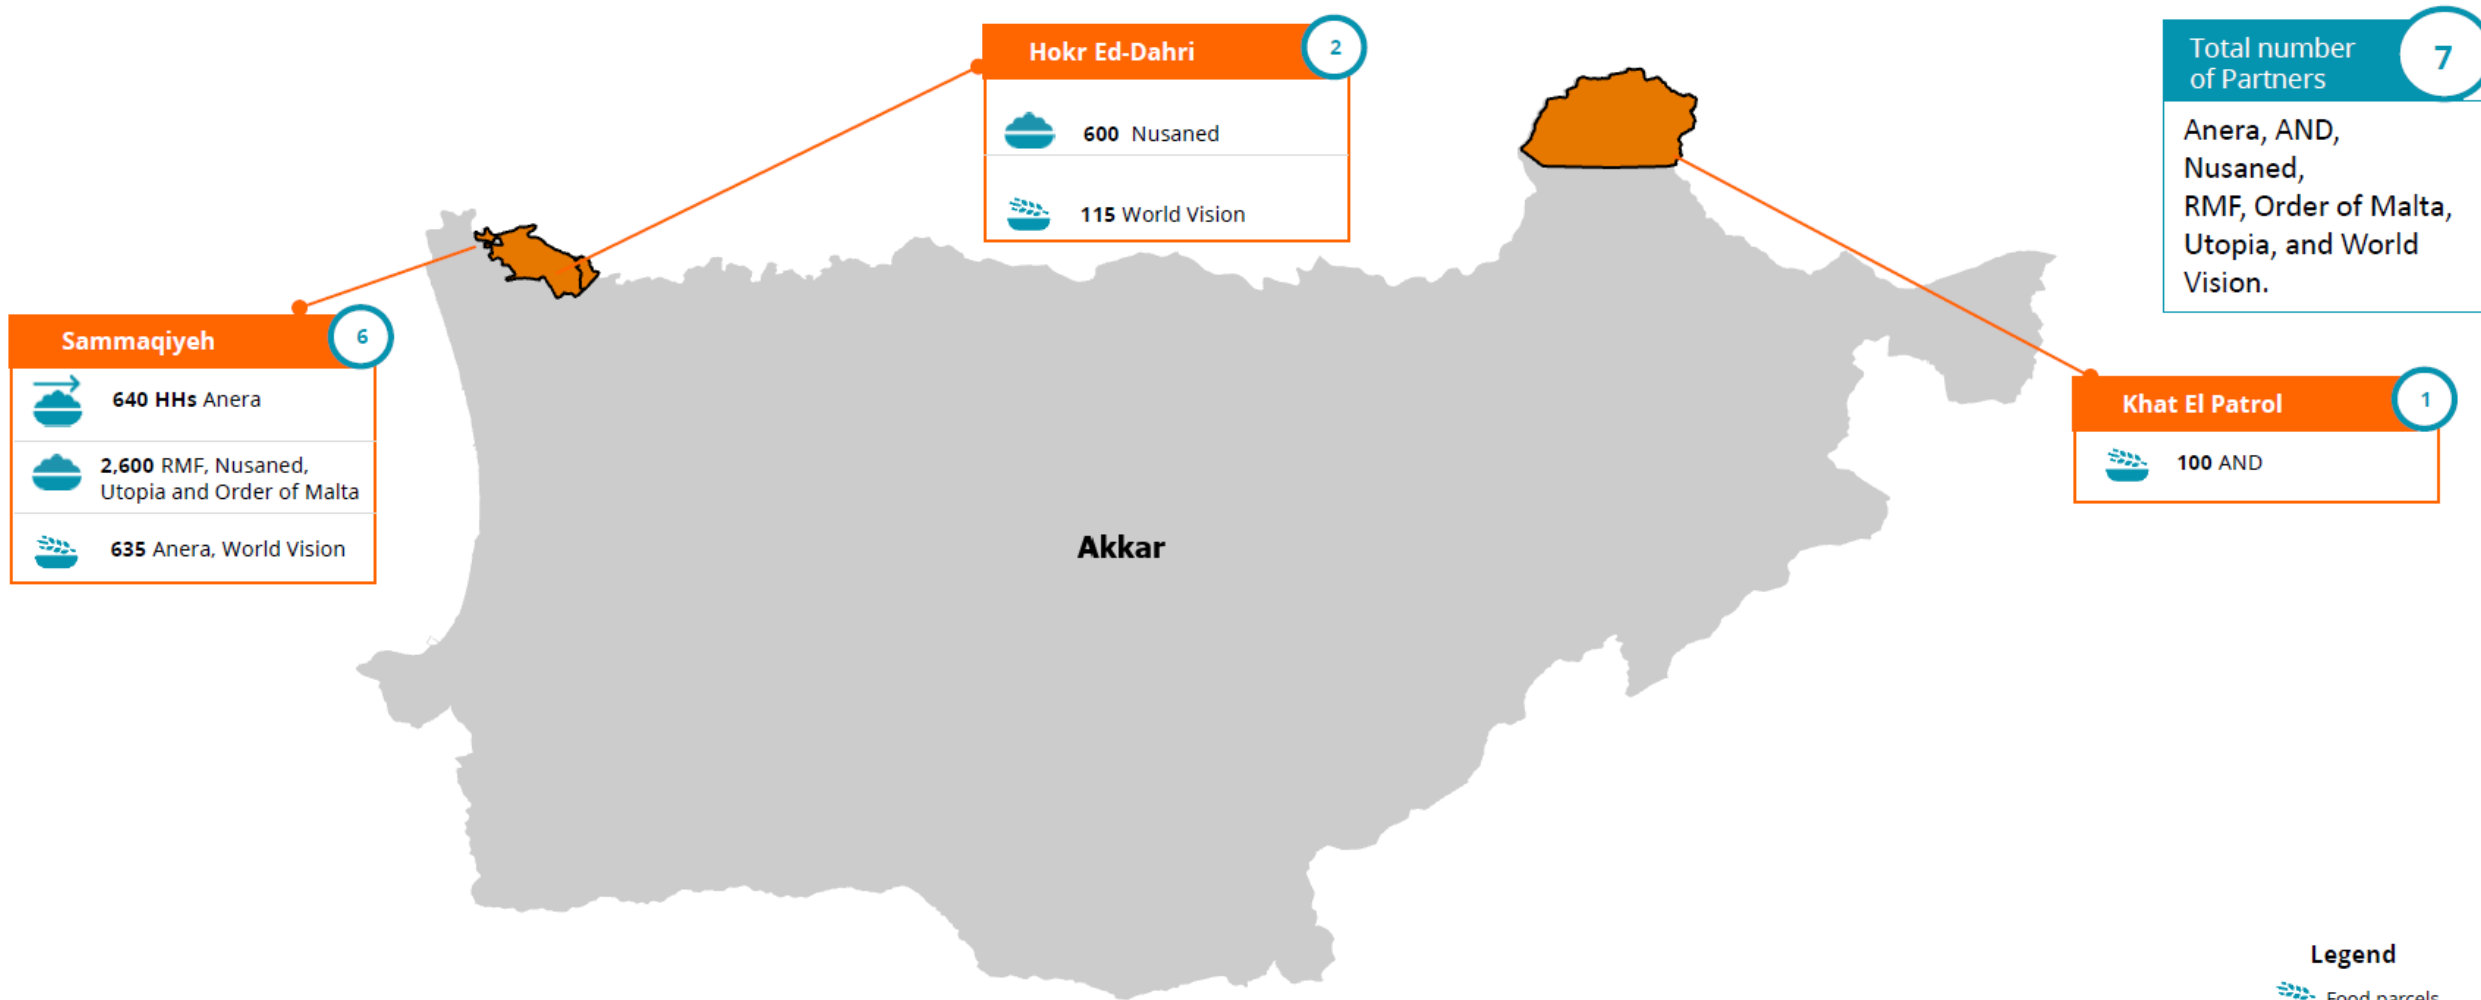 Hokr Ed-Dahri
2
600 Nusaned
115 World Vision
Total number
of Partners
7
Anera, AND,
Nusaned,
RMF, Order of Malta,
Utopia, and World
Vision.
Sammaqiyeh
6
640 HHs Anera
2,600 RMF, Nusaned,
Utopia and Order of Malta
635 Anera, World Vision
Khat El Patrol
1
100 AND
Akkar
Legend
Food parcels